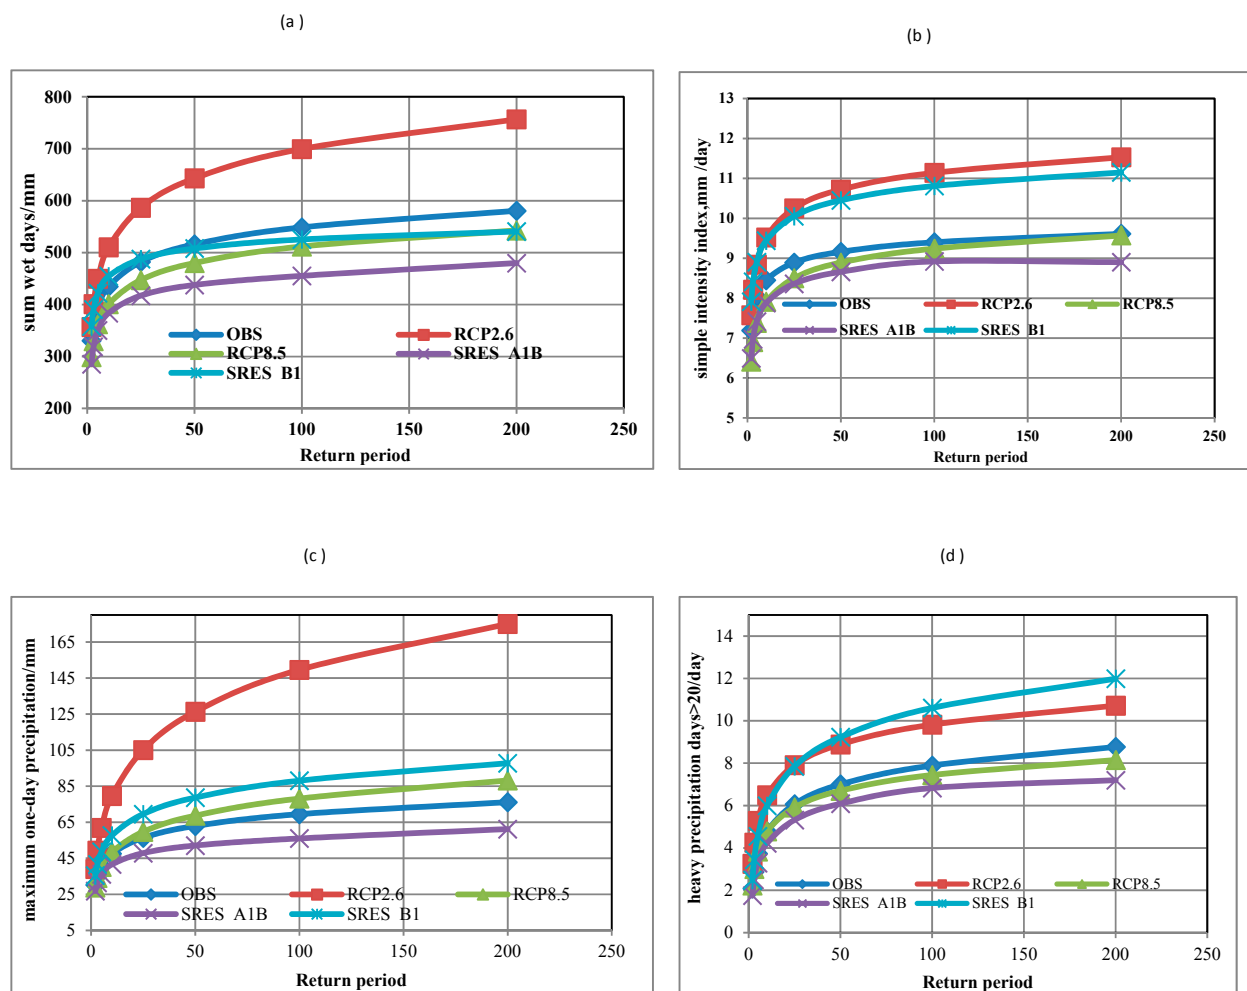 (a )
800
700
600
500
400
300
200
sum wet days/mm
OBS RCP2.6
RCP8.5 SRES A1B
SRES B1
0 50 100 150 200 250
Return period
(b )
13
12
11
10
9
8
7
6
5
simple intensity index,mm /day
OBS RCP2.6 RCP8.5
SRES A1B SRES B1
0 50 100 150 200 250
Return period
(c )
165
145
125
105
85
65
45
25
5
maximum one-day precipitation/mm
OBS RCP2.6 RCP8.5
SRES A1B SRES B1
0 50 100 150 200 250
Return period
(d )
14
12
10
8
6
4
2
0
heavy precipitation days>20/day
OBS RCP2.6 RCP8.5
SRES A1B SRES B1
0 50 100 150 200 250
Return period